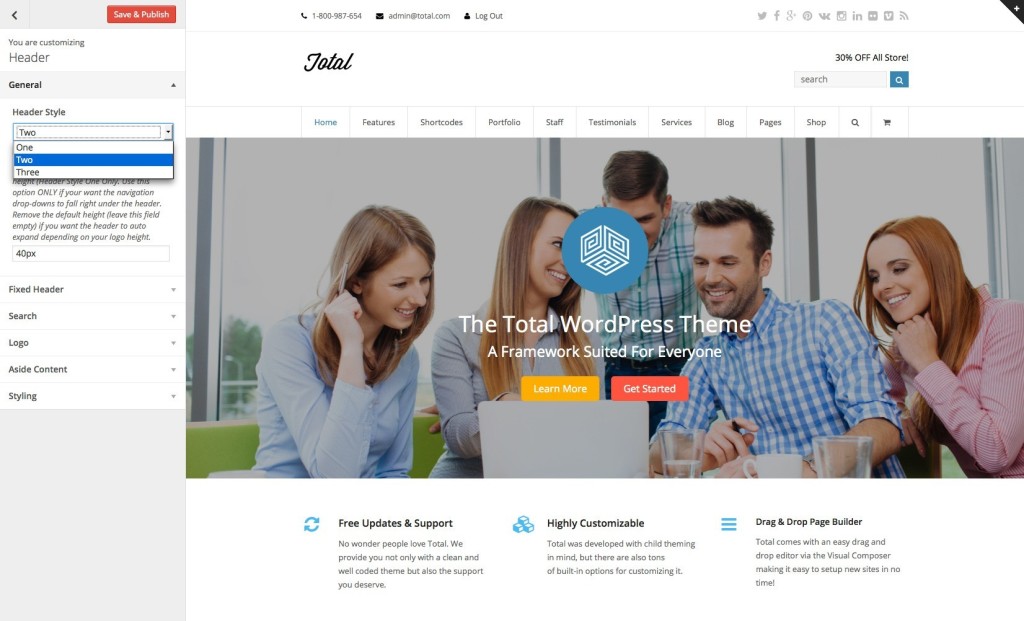 Save & Publish
You are customizing
Header
General
Header Style
Two
One
Two
Three
height (Header Style One Only. Use this
option ONLY if your want the navigation
drop-downs to fall right under the header.
Remove the default height (leave this field
empty) if you want the header to auto
expand depending on your logo height.
40px
Fixed Header
Search
Logo
Aside Content
Styling
1-800-987-654 admin@total.com Log Out
Total
30% OFF All Store!
search
Home Features Shortcodes Portfolio Staff Testimonials Services Blog Pages Shop
The Total WordPress Theme
A Framework Suited For Everyone
Learn More Get Started
Free Updates & Support
No wonder people love Total. We
provide you not only with a clean and
well coded theme but also the support
you deserve.
Highly Customizable
Total was developed with child theming
in mind, but there are also tons
of built-in options for customizing it.
Drag & Drop Page Builder
Total comes with an easy drag and
drop editor via the Visual Composer
making it easy to setup new sites in no
time!